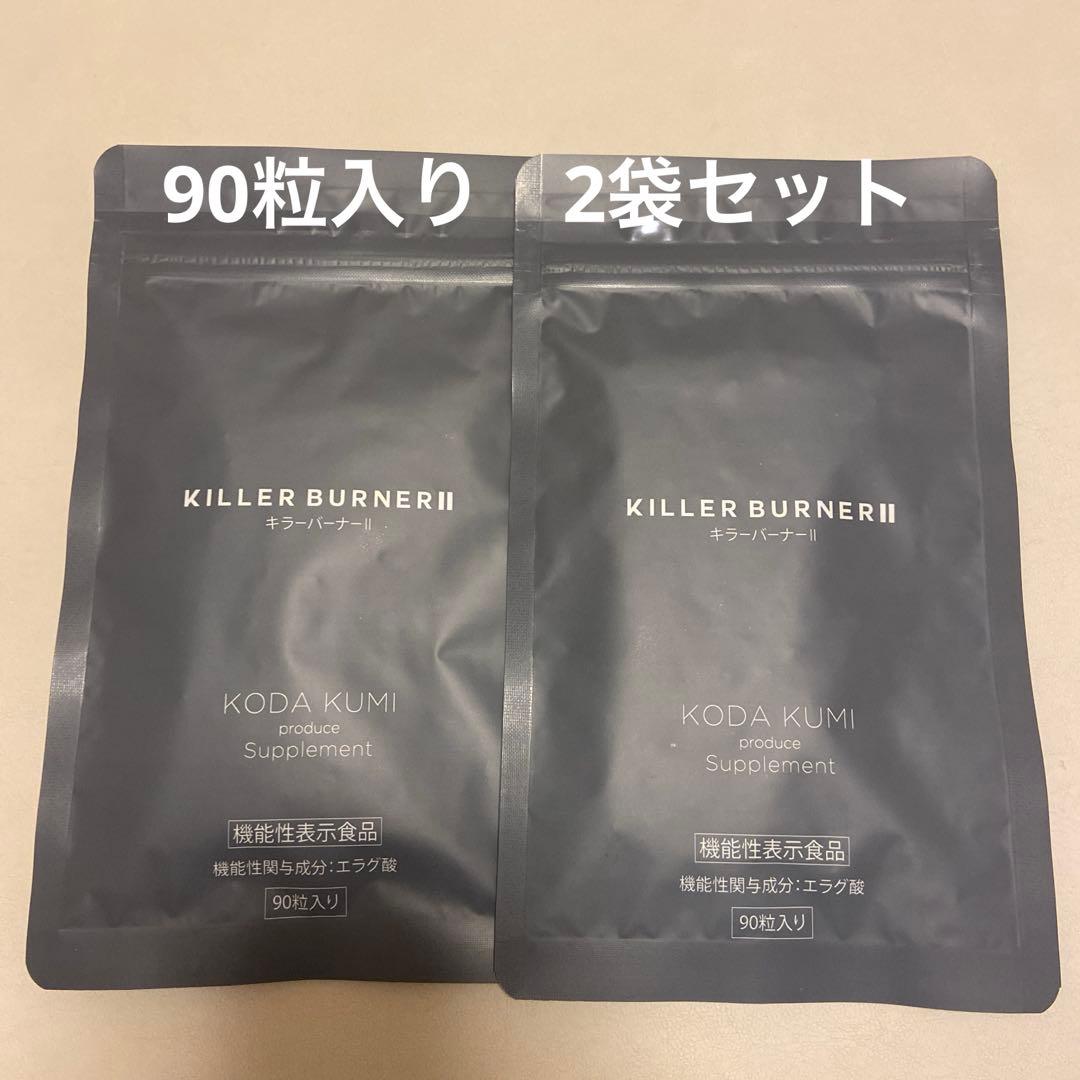 90粒入り 2袋セット
KILLER BURNER II
キラーバーナーII
KODA KUMI
produce
Supplement
機能性表示食品
機能性関与成分：エラグ酸
90粒入り
KILLER BURNER II
キラーバーナーII
KODA KUMI
produce
Supplement
機能性表示食品
機能性関与成分：エラグ酸
90粒入り